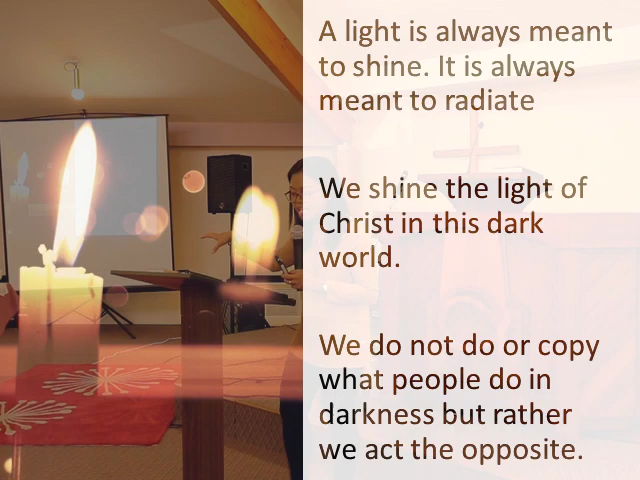 A light is always meant
to shine. It is always
meant to radiate
We shine the light of
Christ in this dark
world.
We do not do or copy
what people do in
darkness but rather
we act the opposite.